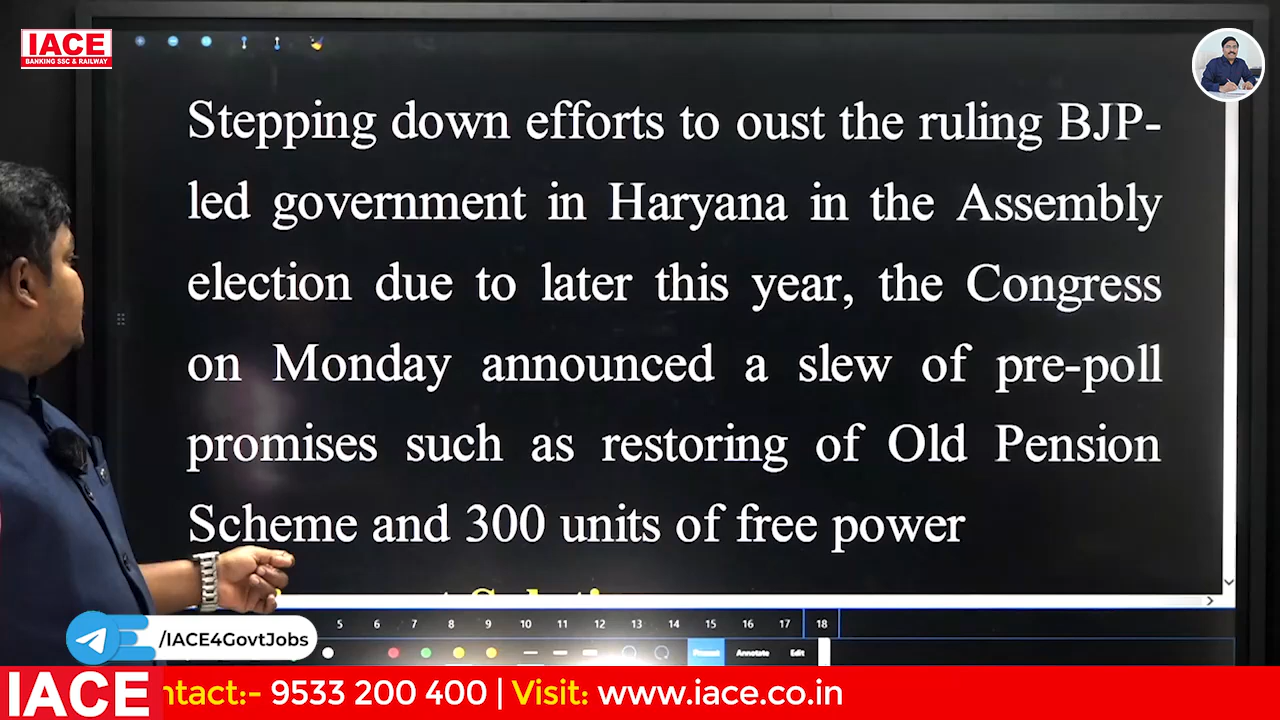 IACE
BANKING SSC & RAILWAY
Stepping down efforts to oust the ruling BJP-
led government in Haryana in the Assembly
election due to later this year, the Congress
on Monday announced a slew of pre-poll
promises such as restoring of Old Pension
Scheme and 300 units of free power
/IACE4GovtJobs
5 6 7 8 9 10 11 12 13 14 15 16 17 18
Annotate Edit
IACE
ntact:- 9533 200 400 | Visit: www.iace.co.in